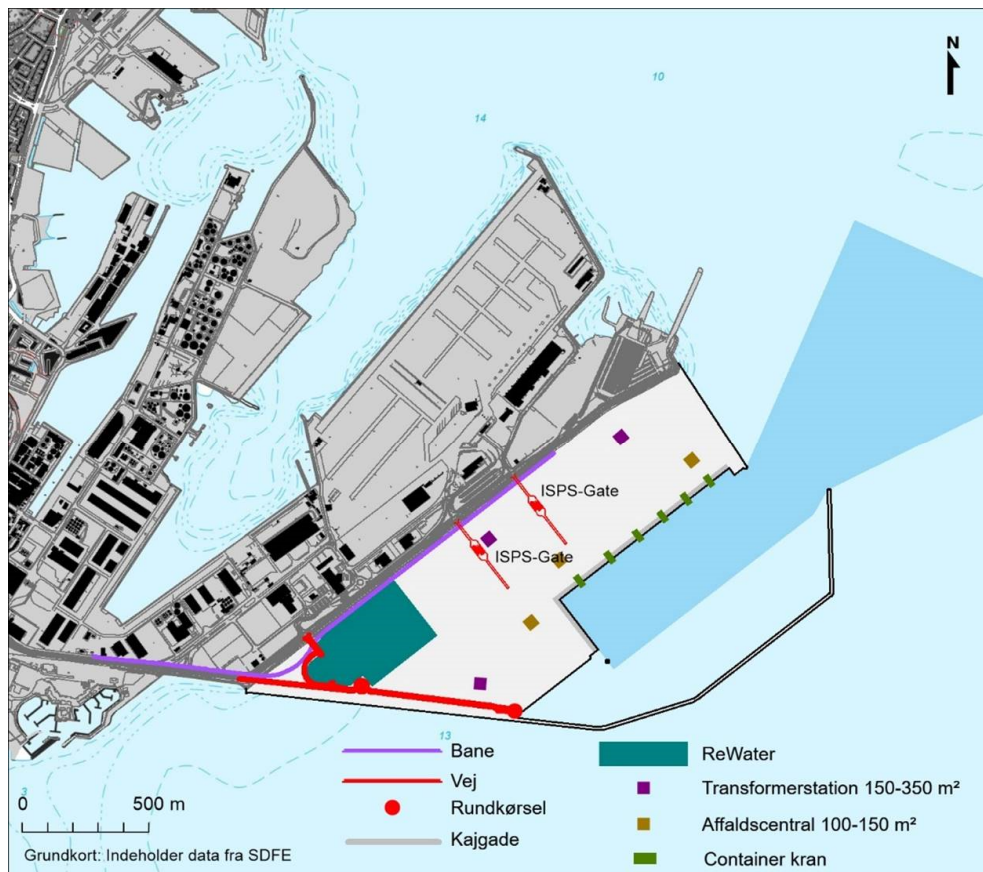 N
10
14
ISPS-Gate
ISPS-Gate
13
3
Bane
Vej
Rundkørsel
Kajgade
ReWater
Transformerstation 150-350 m²
Affaldscentral 100-150 m²
Container kran
0 500 m
Grundkort: Indeholder data fra SDFE